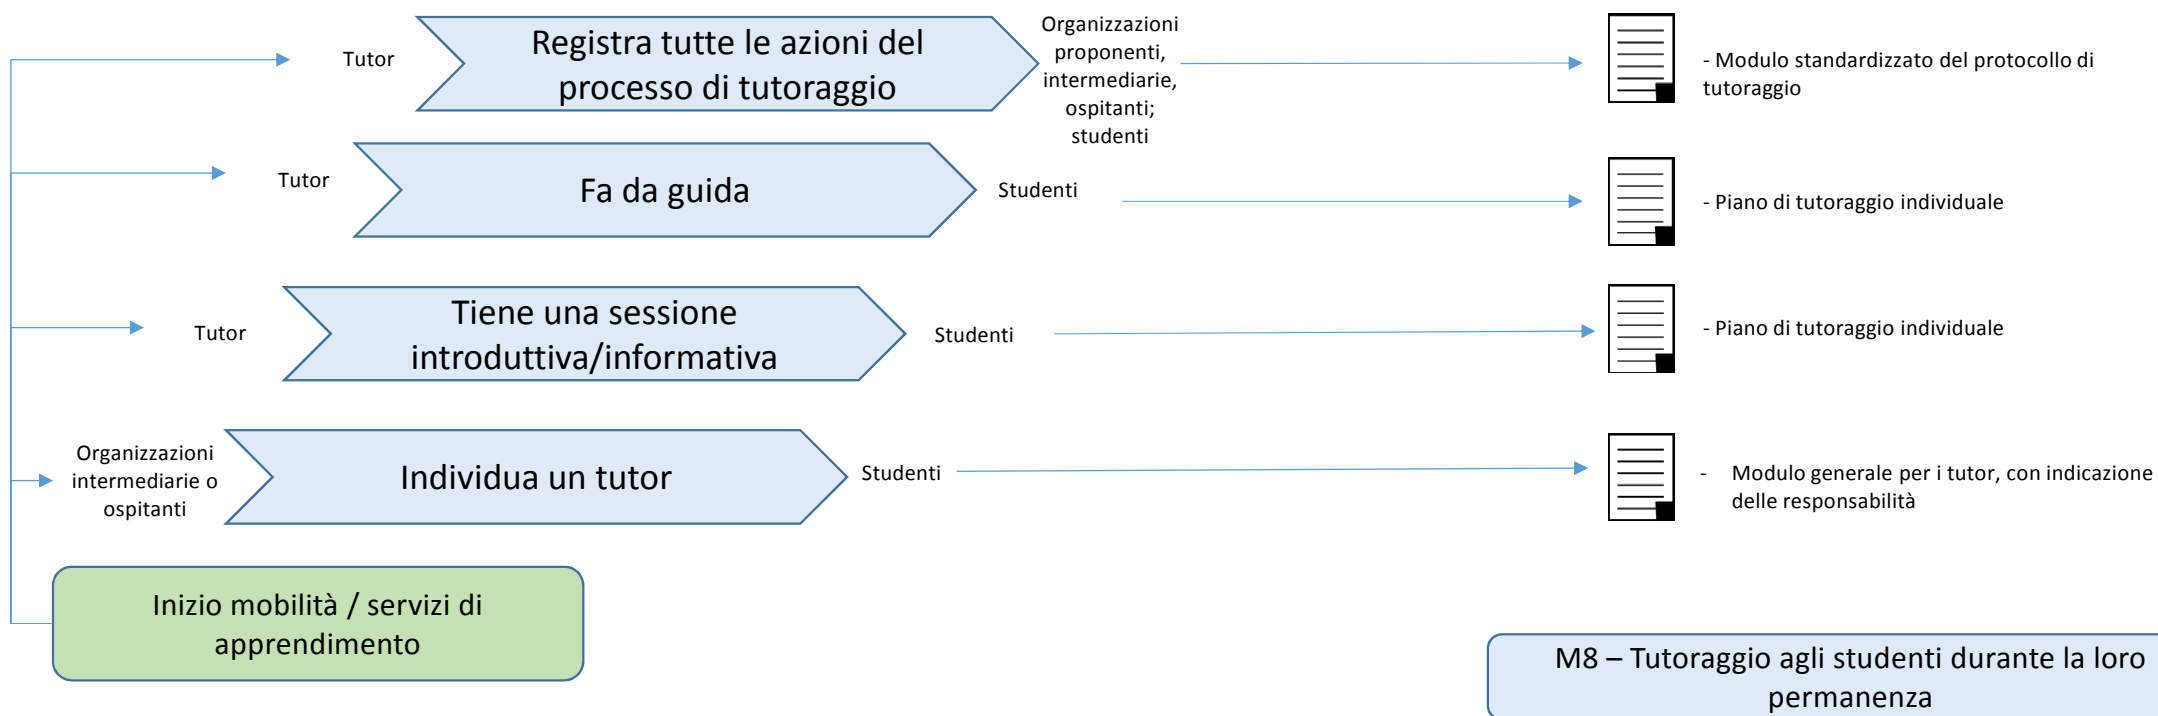 Tutor
Registra tutte le azioni del
processo di tutoraggio
Organizzazioni
proponenti,
intermediarie,
ospitanti;
studenti
- Modulo standardizzato del protocollo di
tutoraggio
Tutor
Fa da guida
Studenti
- Piano di tutoraggio individuale
Tutor
Tiene una sessione
introduttiva/informativa
Studenti
- Piano di tutoraggio individuale
Organizzazioni
intermediarie o
ospitanti
Individua un tutor
Studenti
- Modulo generale per i tutor, con indicazione
delle responsabilità
Inizio mobilità / servizi di
apprendimento
M8 – Tutoraggio agli studenti durante la loro
permanenza